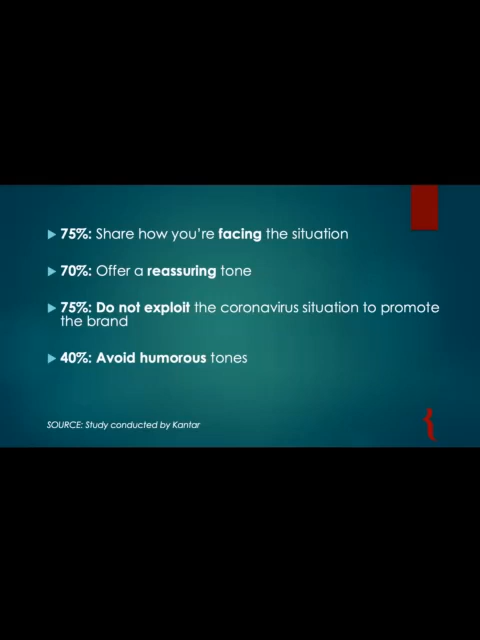 75%: Share how you’re facing the situation
70%: Offer a reassuring tone
75%: Do not exploit the coronavirus situation to promote
the brand
40%: Avoid humorous tones
SOURCE: Study conducted by Kantar